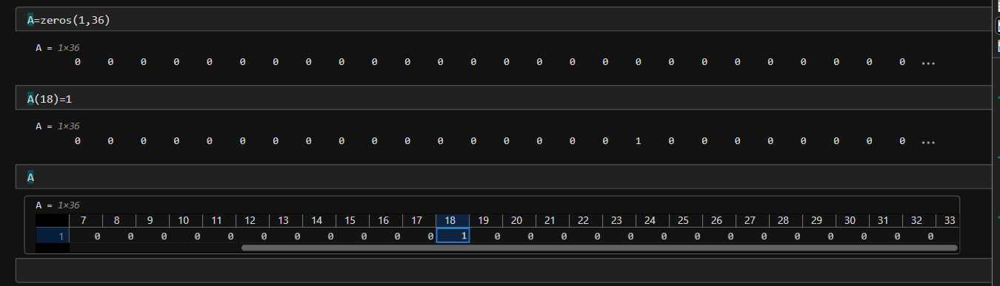 A=zeros(1,36)
A = 1×36
0 0 0 0 0 0 0 0 0 0 0 0 0 0 0 0 0 0 0 0 0 0 0 0 0 0 ...
A(18)=1
A = 1×36
0 0 0 0 0 0 0 0 0 0 0 0 0 0 0 0 0 1 0 0 0 0 0 0 0 0 ...
A
A = 1×36
7 8 9 10 11 12 13 14 15 16 17 18 19 20 21 22 23 24 25 26 27 28 29 30 31 32 33
1 0 0 0 0 0 0 0 0 0 0 0 1 0 0 0 0 0 0 0 0 0 0 0 0 0 0